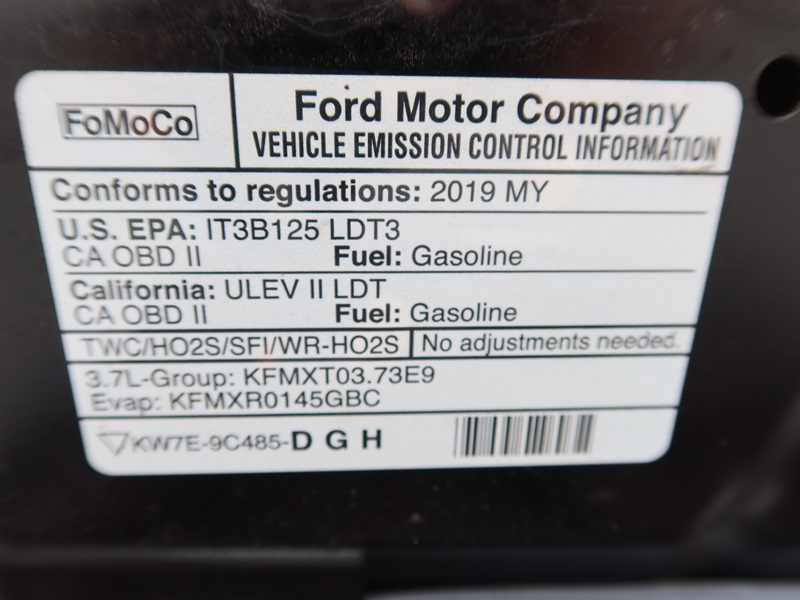 FoMoCo
Ford Motor Company
VEHICLE EMISSION CONTROL INFORMATION
Conforms to regulations: 2019 MY
U.S. EPA: IT3B125 LDT3
CA OBD II Fuel: Gasoline
California: ULEV II LDT
CA OBD II Fuel: Gasoline
TWC/HO2S/SFI/WR-HO2S No adjustments needed.
3.7L-Group: KFMXT03.73E9
Evap: KFMXR0145GBC
KW7E-9C485-D G H